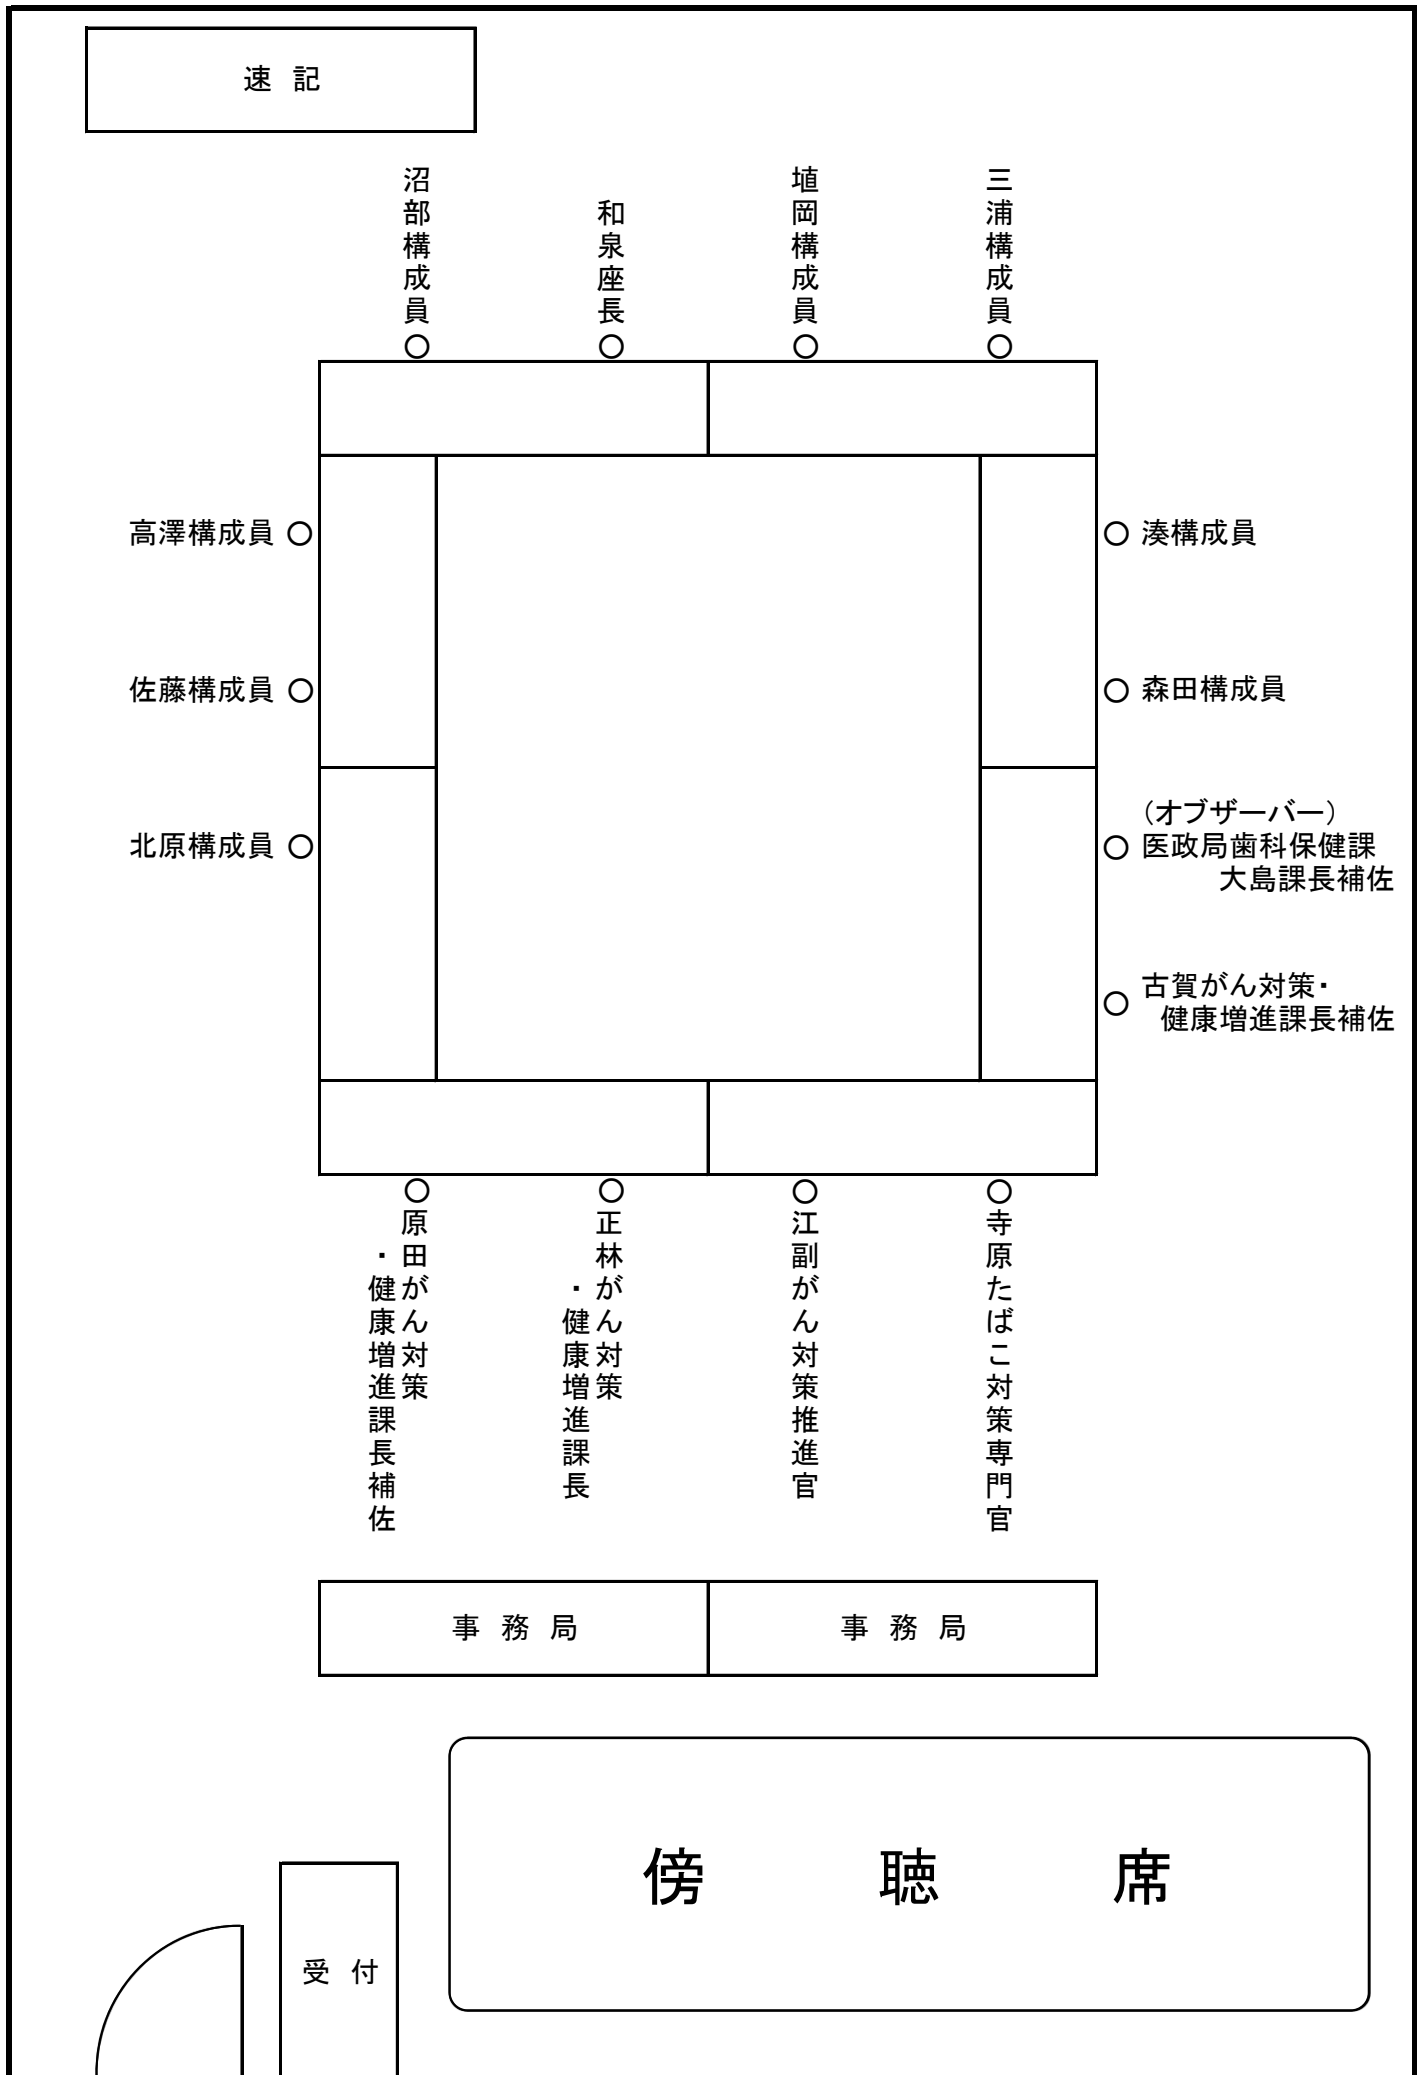 速 記
沼部構成員
和泉座長
埴岡構成員
三浦構成員
高澤構成員
湊構成員
佐藤構成員
森田構成員
北原構成員
（オブザーバー）
医政局歯科保健課
大島課長補佐
古賀がん対策・
健康増進課長補佐
原田がん対策
・健康増進課長補佐
正林がん対策
・健康増進課長
江副がん対策推進官
寺原たばこ対策専門官
事 務 局
事 務 局
傍 聴 席
受 付